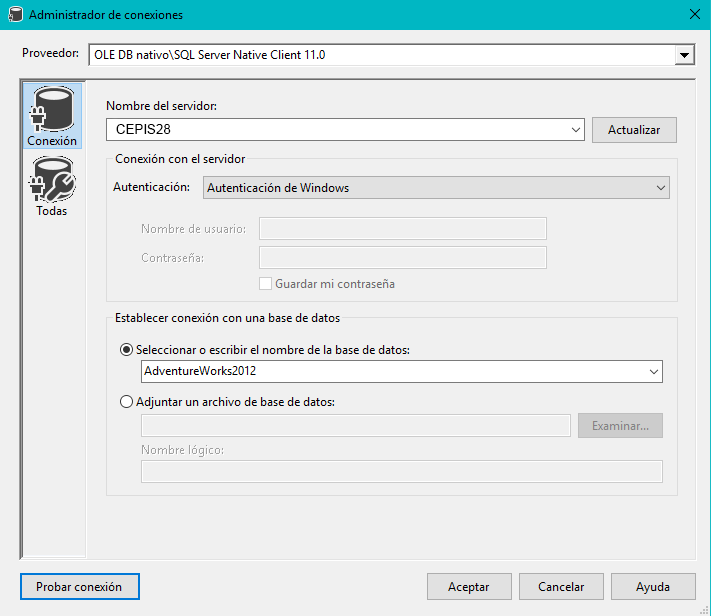 Administrador de conexiones
Proveedor: OLE DB nativo\SQL Server Native Client 11.0
Conexión
Todas
Nombre del servidor:
CEPIS28 Actualizar
Conexión con el servidor
Autenticación: Autenticación de Windows
Nombre de usuario:
Contraseña:
Guardar mi contraseña
Establecer conexión con una base de datos
Seleccionar o escribir el nombre de la base de datos:
AdventureWorks2012
Adjuntar un archivo de base de datos:
Examinar...
Nombre lógico:
Probar conexión Aceptar Cancelar Ayuda